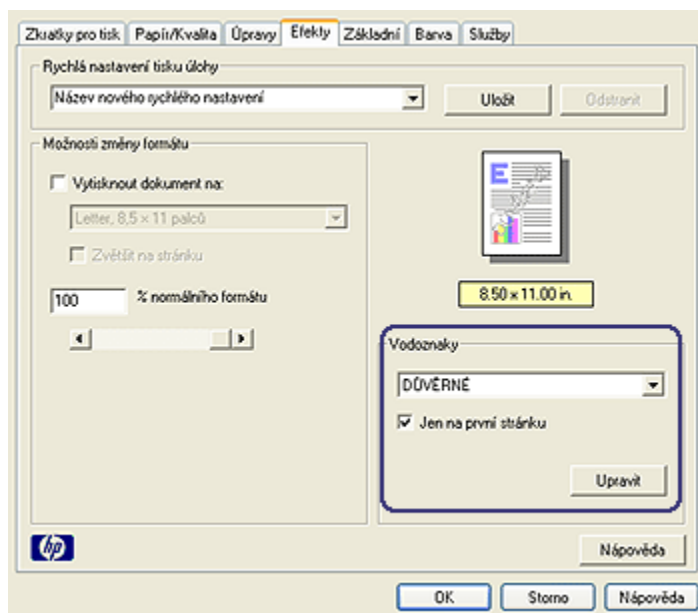 Zkratky pro tisk Papír/Kvalita Úpravy Efekty Základní Barva Služby
Rychlá nastavení tisku úlohy
Název nového rychlého nastavení Uložit Odstranit
Možnosti změny formátu
Vytisknout dokument na:
Letter, 8,5 × 11 palců
Zvětšit na stránku
100 % normálního formátu
E
8.50 × 11.00 in.
Vodoznaky
DŮVĚRNÉ
Jen na první stránku
Upravit
hp
Nápověda
OK Storno Nápověda